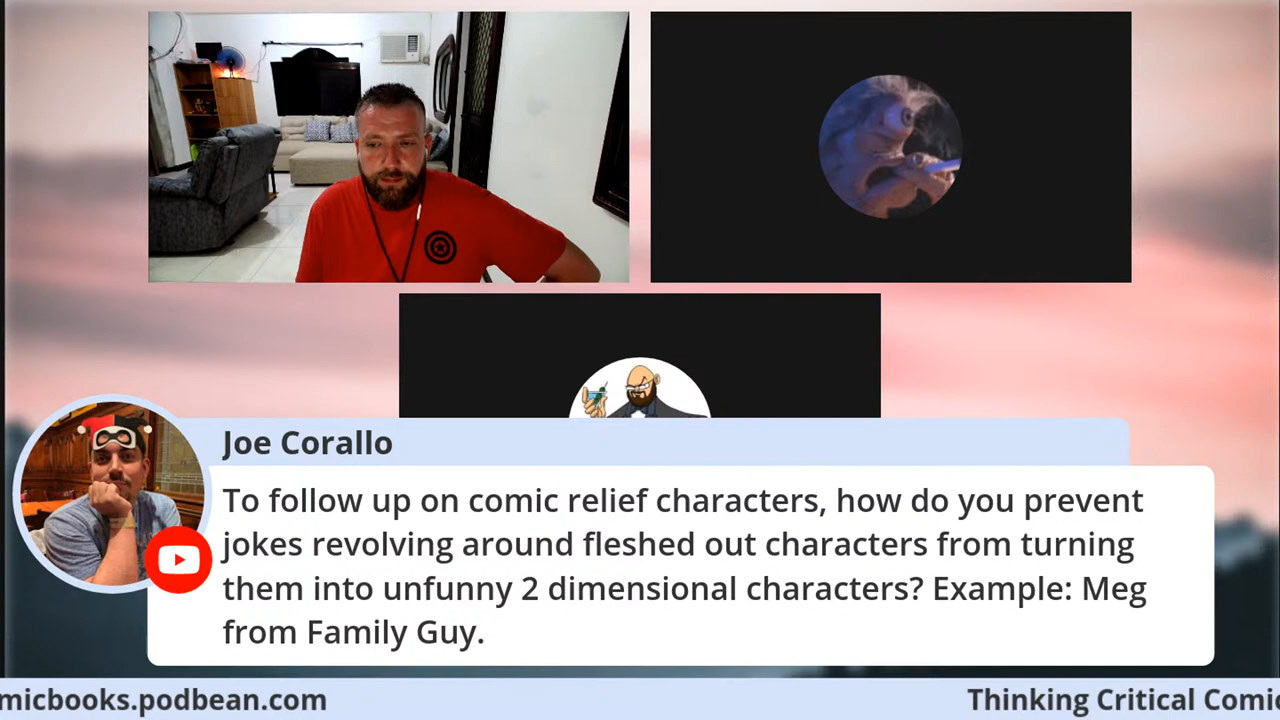 Joe Corallo
To follow up on comic relief characters, how do you prevent
jokes revolving around fleshed out characters from turning
them into unfunny 2 dimensional characters? Example: Meg
from Family Guy.
micbooks.podbean.com
Thinking Critical Comic